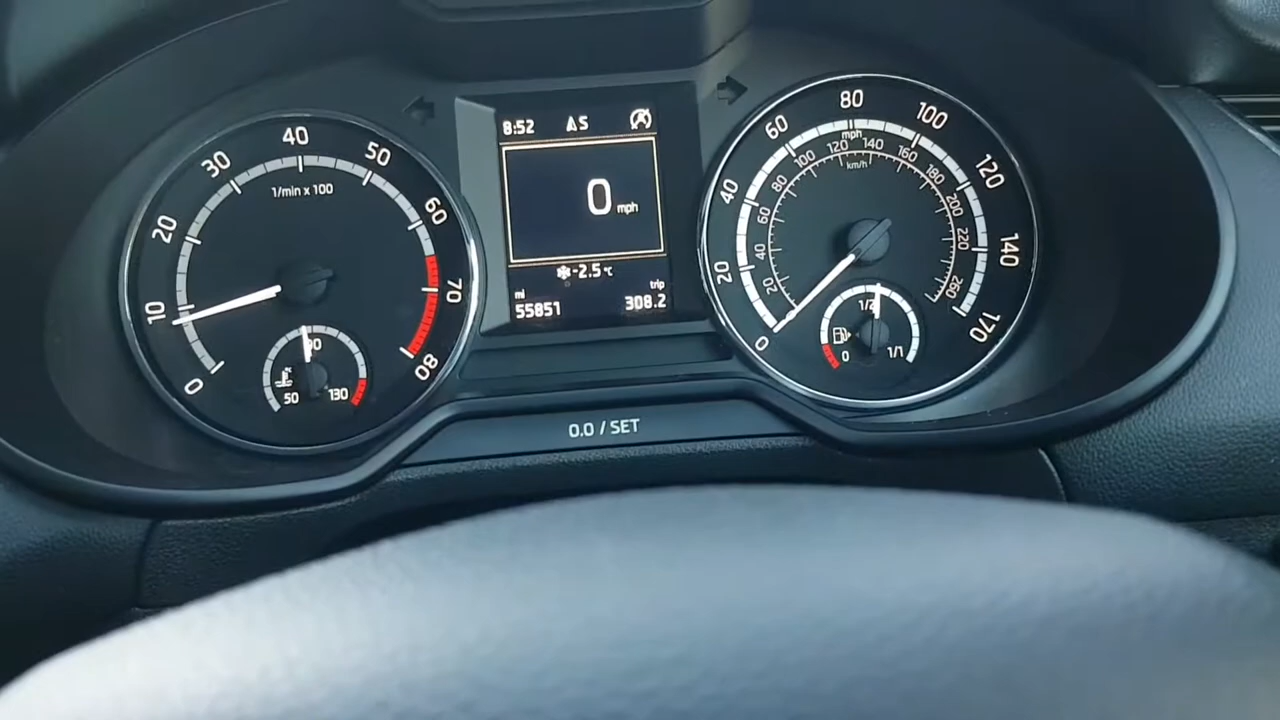 8:52 AS
0 mph
-2.5 °C
mi trip
55851 308.2
0 10 20 30 40 50 60 70 80
1/min x 100
50 90 130
0 20 40 60 80 100 120 140 170
mph
20 40 60 80 100 120 140 160 180 200 220 260
km/h
0 1/2 1/1
0.0 / SET